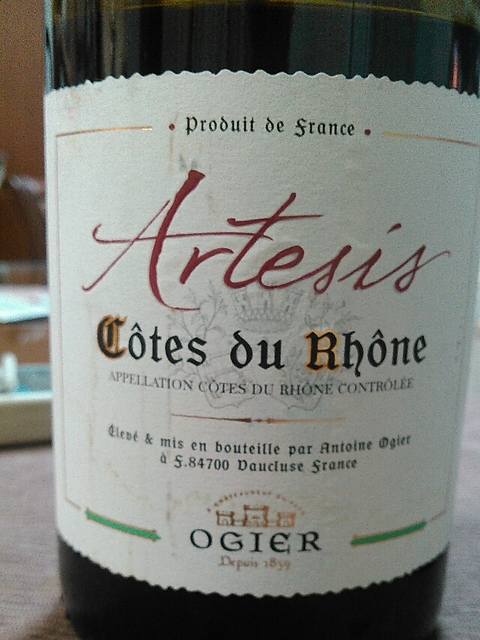 • Produit de France •
Artesis
Côtes du Rhône
APPELLATION CÔTES DU RHÔNE CONTRÔLÉE
Élevé & mis en bouteille par Antoine Ogier
à F.84700 Vaucluse France
OGIER
Depuis 1859